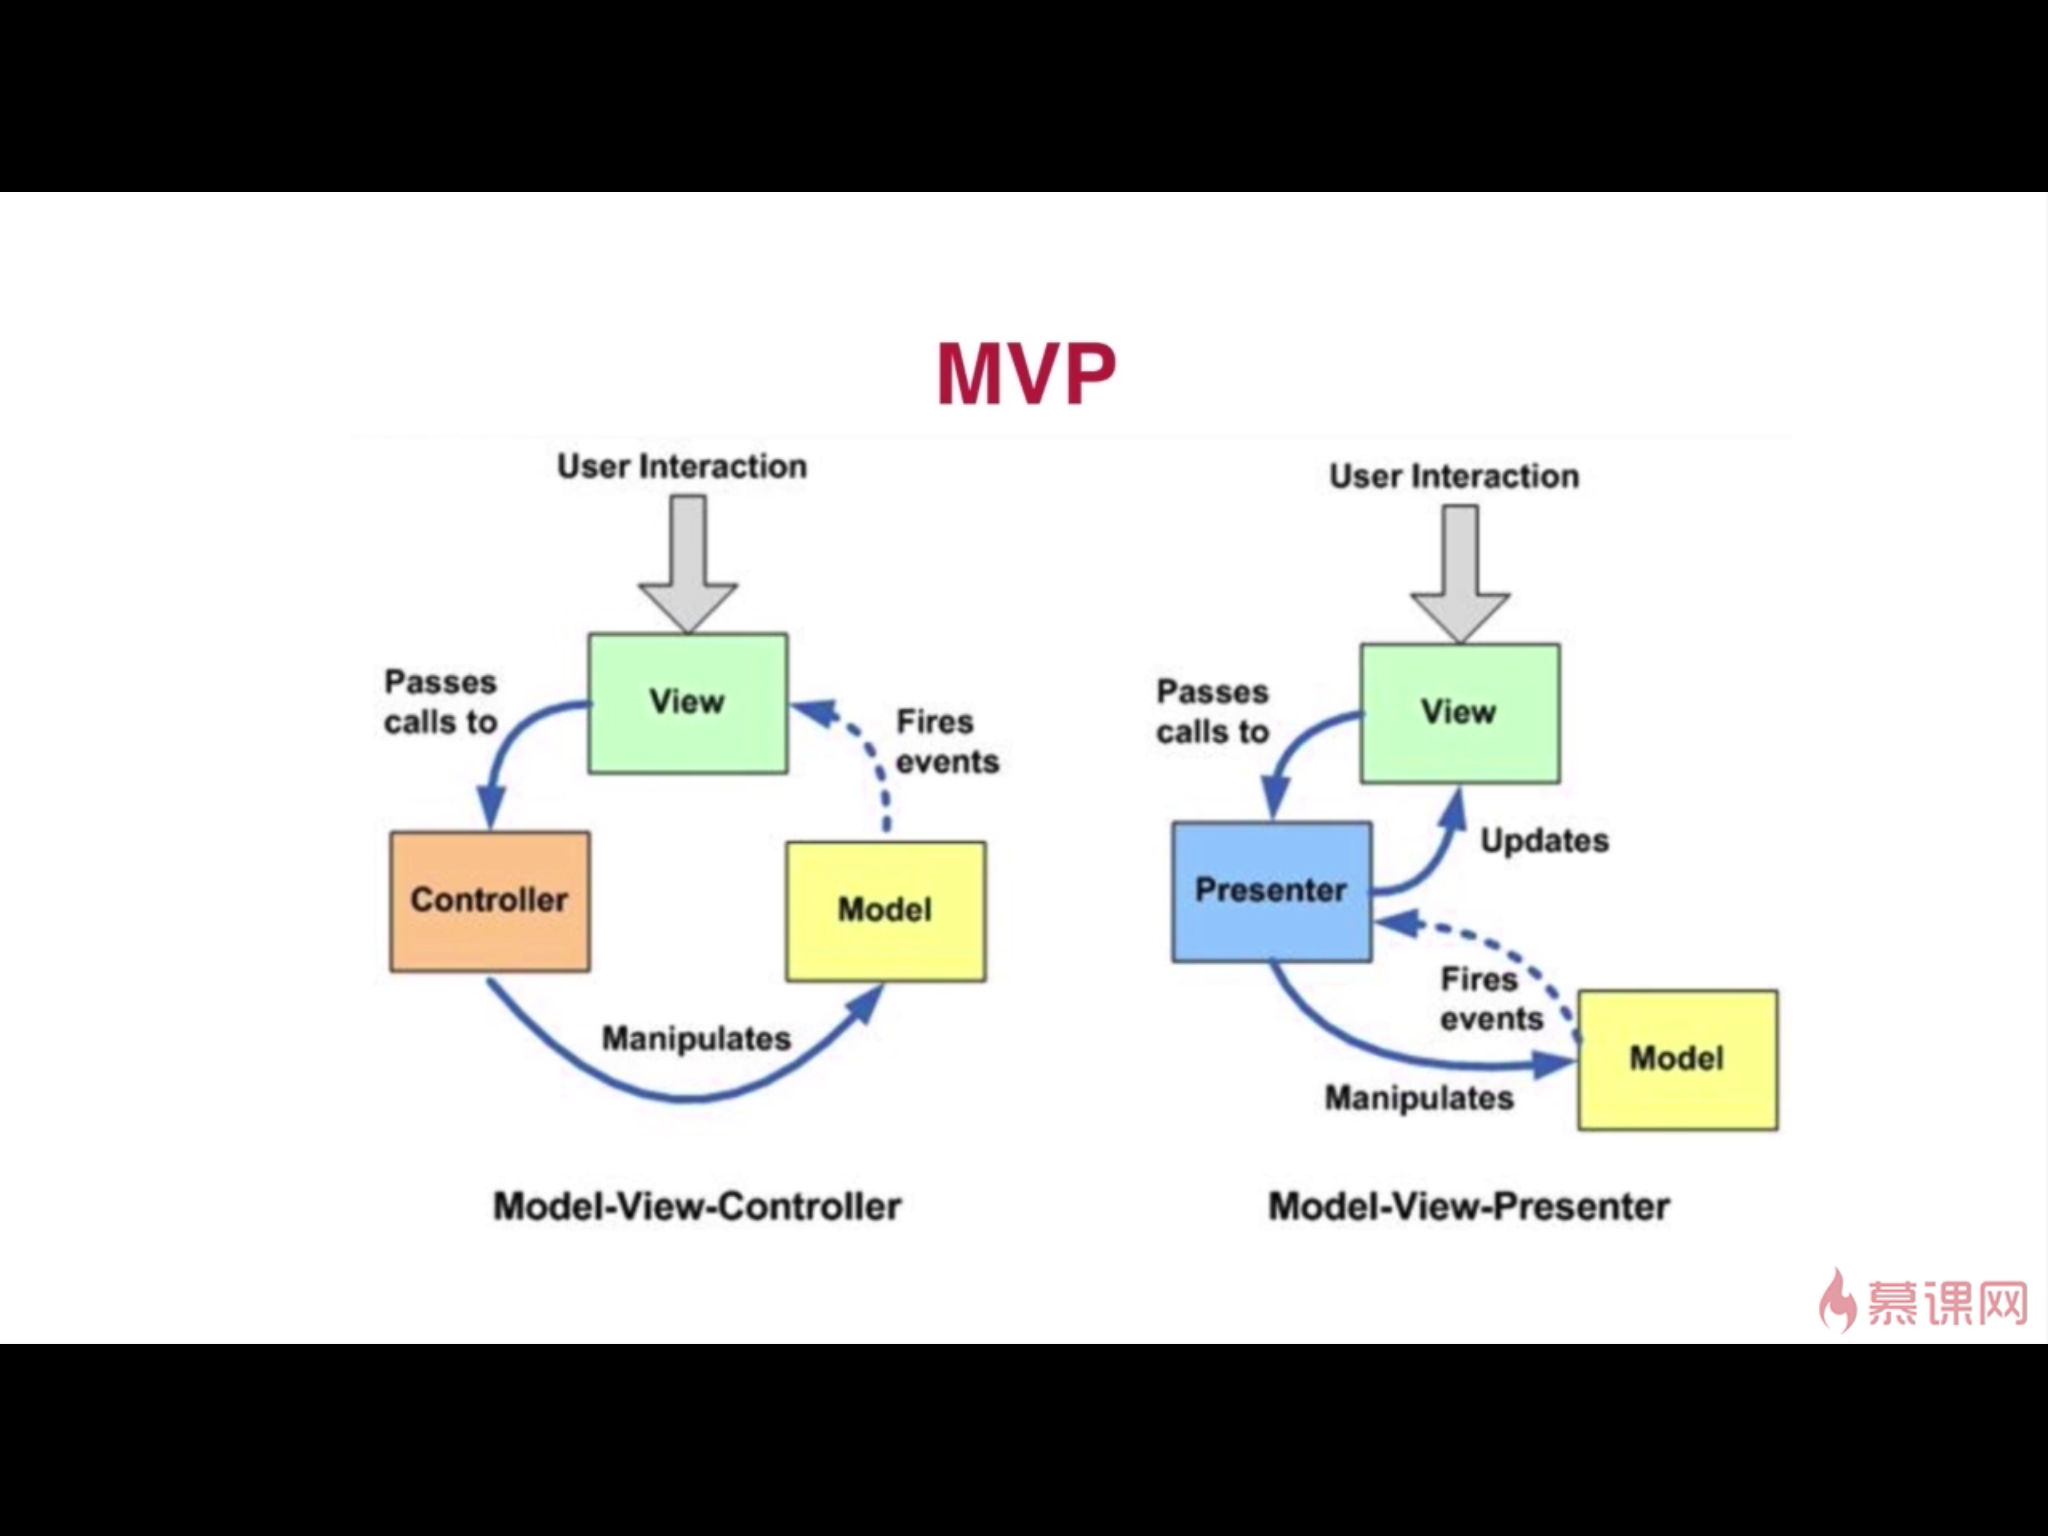 MVP
User Interaction
Passes
calls to
View
Fires
events
Controller
Model
Manipulates
Model-View-Controller
User Interaction
Passes
calls to
View
Updates
Presenter
Fires
events
Model
Manipulates
Model-View-Presenter
慕课网